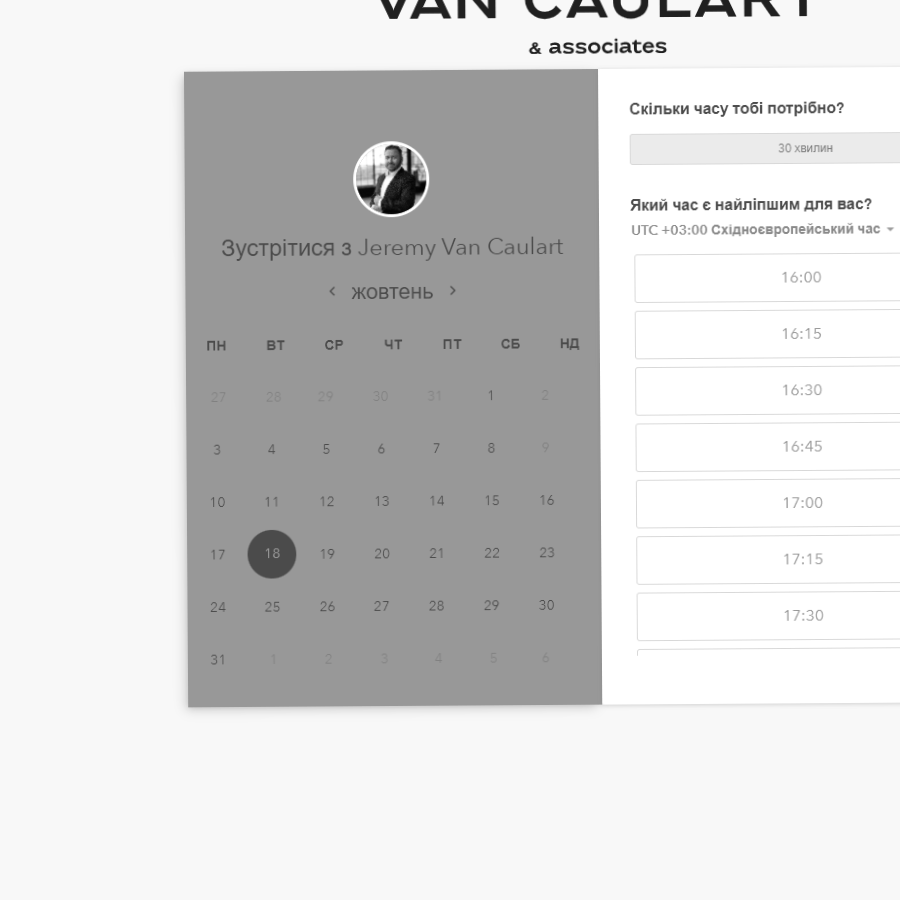 VAN CAULART
& associates
Зустрітися з Jeremy Van Caulart
жовтень
ПН ВТ СР ЧТ ПТ СБ НД
27 28 29 30 31 1 2
3 4 5 6 7 8 9
10 11 12 13 14 15 16
17 18 19 20 21 22 23
24 25 26 27 28 29 30
31 1 2 3 4 5 6
Скільки часу тобі потрібно?
30 хвилин
Який час є найліпшим для вас?
UTC +03:00 Східноєвропейський час
16:00
16:15
16:30
16:45
17:00
17:15
17:30